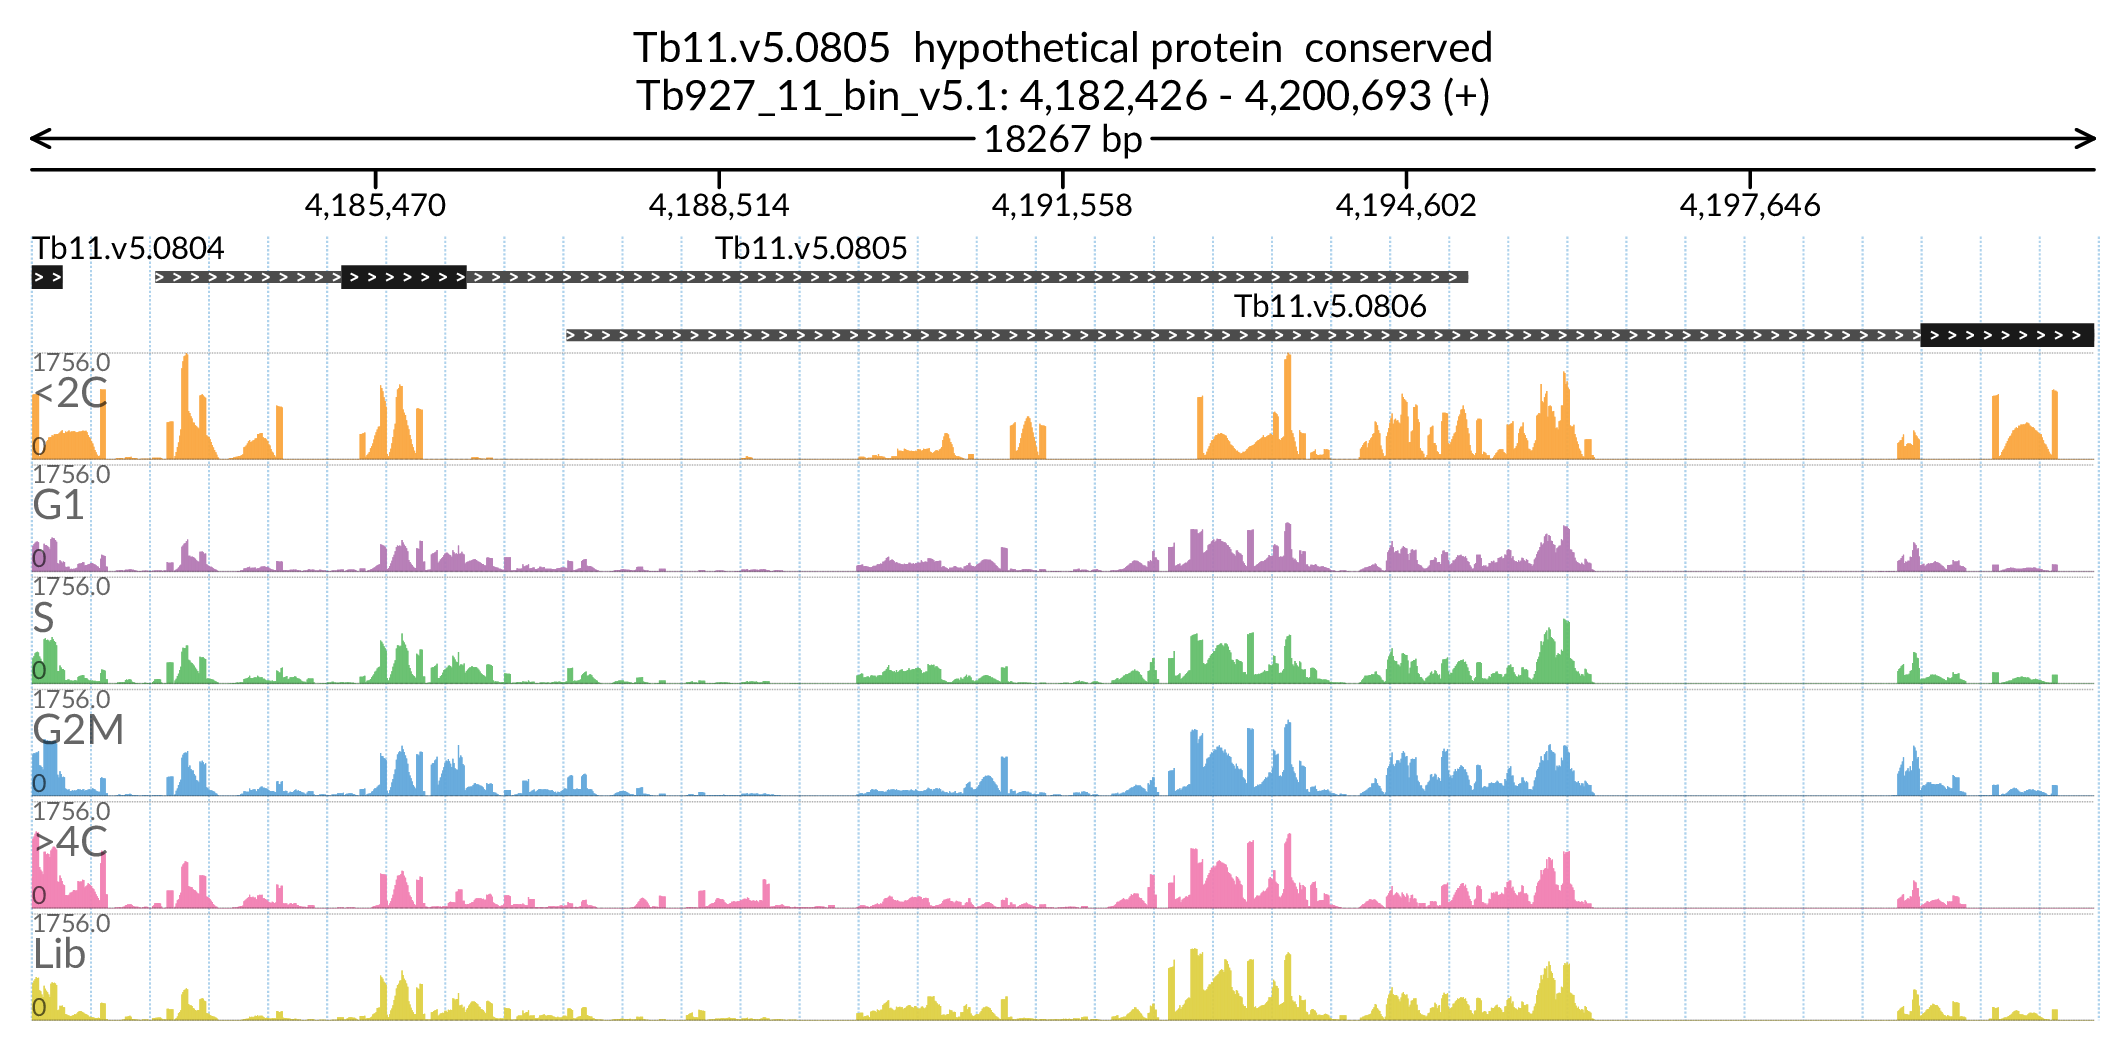 Tb11.v5.0805 hypothetical protein conserved
Tb927_11_bin_v5.1: 4,182,426 - 4,200,693 (+)
18267 bp
4,185,470 4,188,514 4,191,558 4,194,602 4,197,646
Tb11.v5.0804 Tb11.v5.0805
Tb11.v5.0806
1756.0
<2C
0
1756.0
G1
0
1756.0
S
0
1756.0
G2M
0
1756.0
>4C
0
1756.0
Lib
0